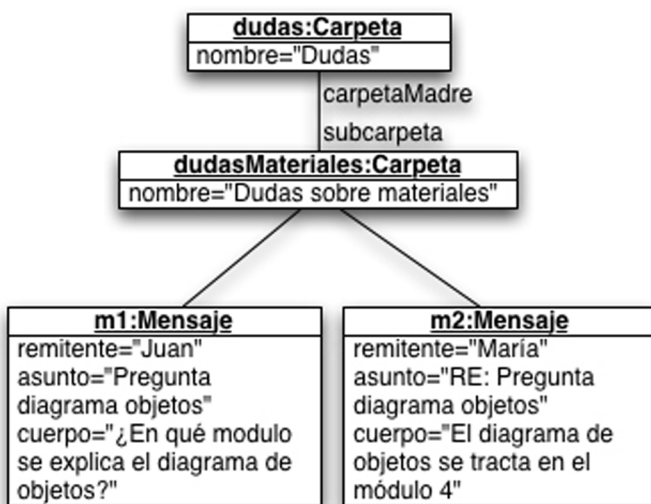 dudas:Carpeta
nombre="Dudas"
carpetaMadre
subcarpeta
dudasMateriales:Carpeta
nombre="Dudas sobre materiales"
m1:Mensaje
remitente="Juan"
asunto="Pregunta
diagrama objetos"
cuerpo="¿En qué modulo
se explica el diagrama de
objetos?"
m2:Mensaje
remitente="María"
asunto="RE: Pregunta
diagrama objetos"
cuerpo="El diagrama de
objetos se tracta en el
módulo 4"